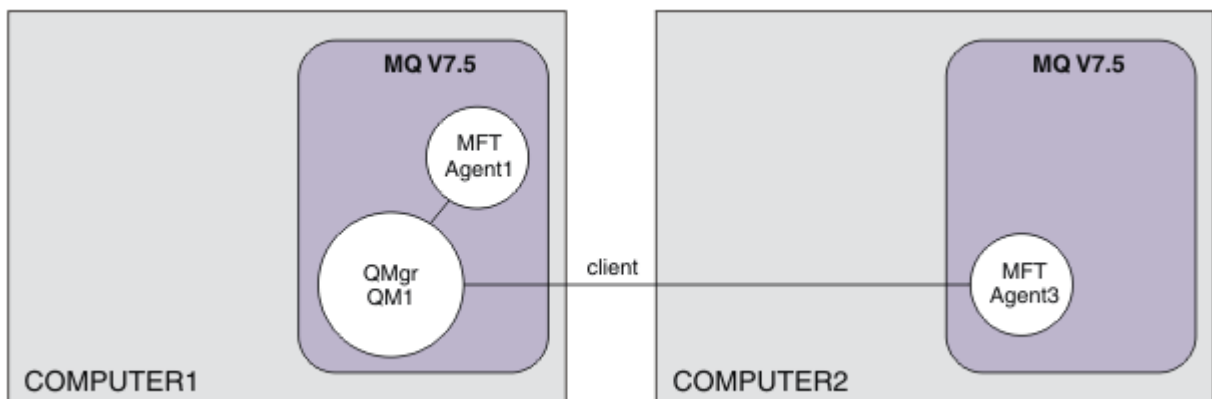 MQ V7.5
MFT
Agent1
QMgr
QM1
COMPUTER1
client
MQ V7.5
MFT
Agent3
COMPUTER2